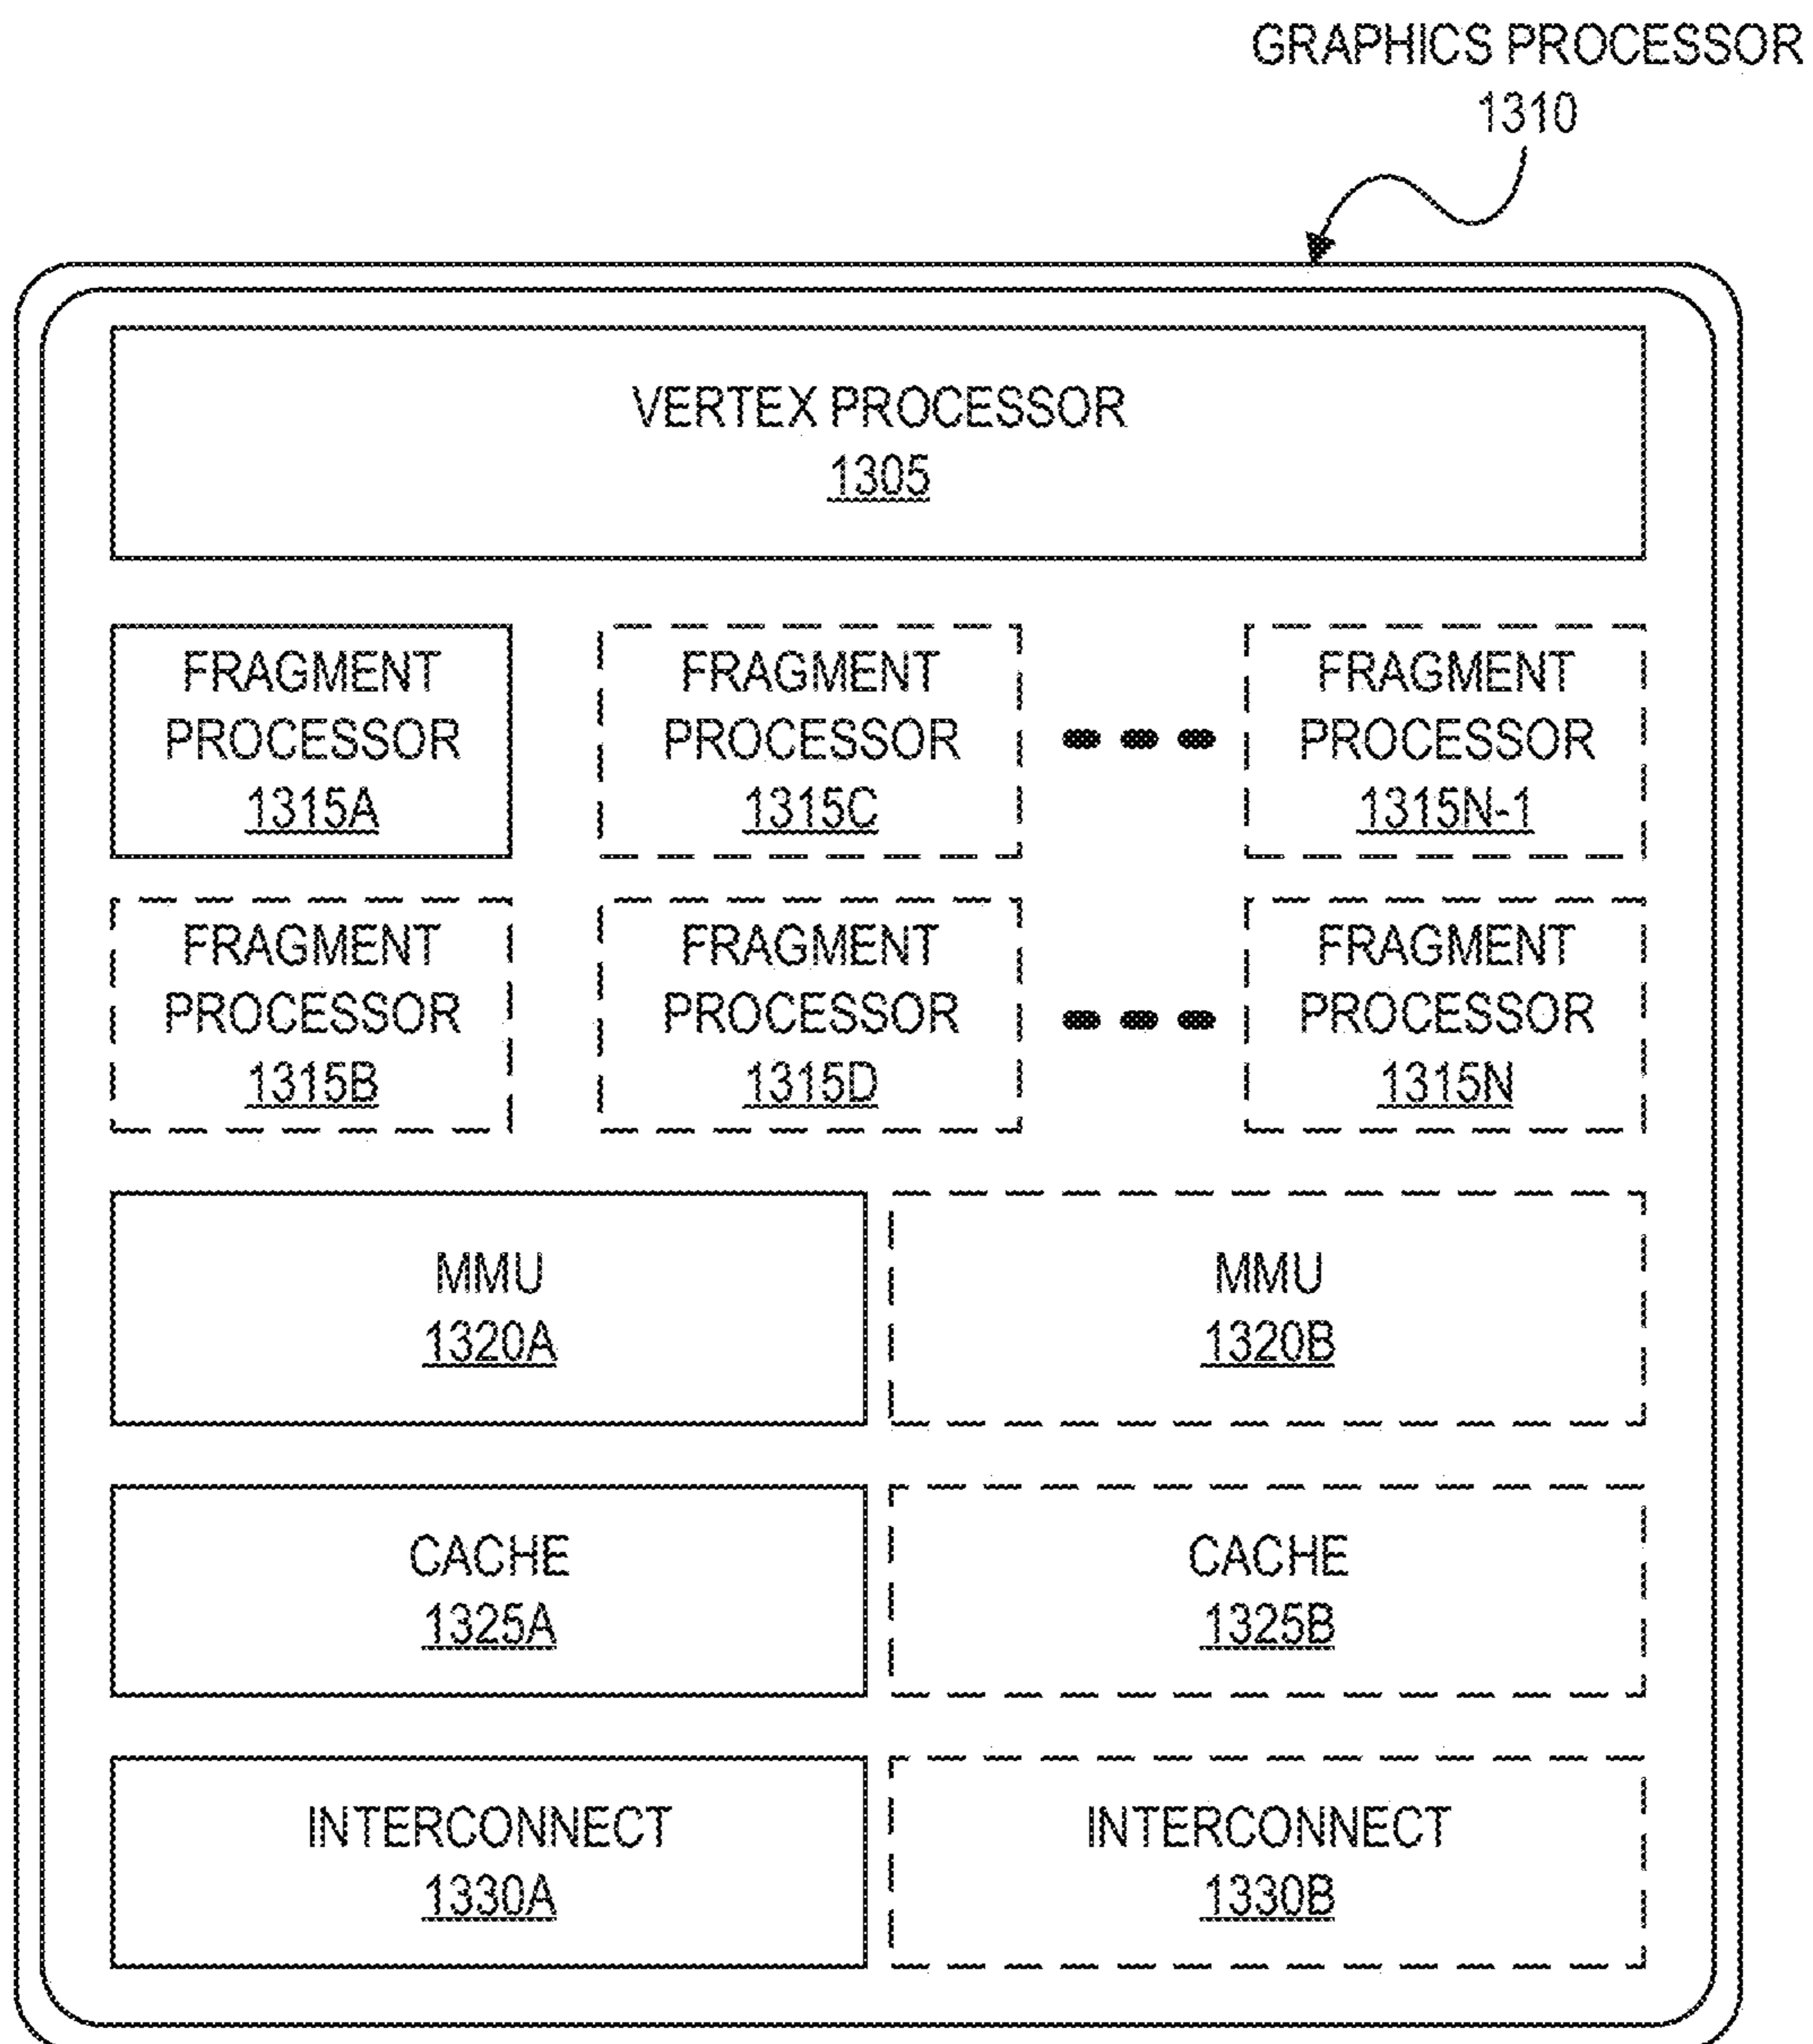 GRAPHICS PROCESSOR
1310
VERTEX PROCESSOR
1305
FRAGMENT
PROCESSOR
1315A
FRAGMENT
PROCESSOR
1315C
FRAGMENT
PROCESSOR
1315N-1
FRAGMENT
PROCESSOR
1315B
FRAGMENT
PROCESSOR
1315D
FRAGMENT
PROCESSOR
1315N
MMU
1320A
MMU
1320B
CACHE
1325A
CACHE
1325B
INTERCONNECT
1330A
INTERCONNECT
1330B